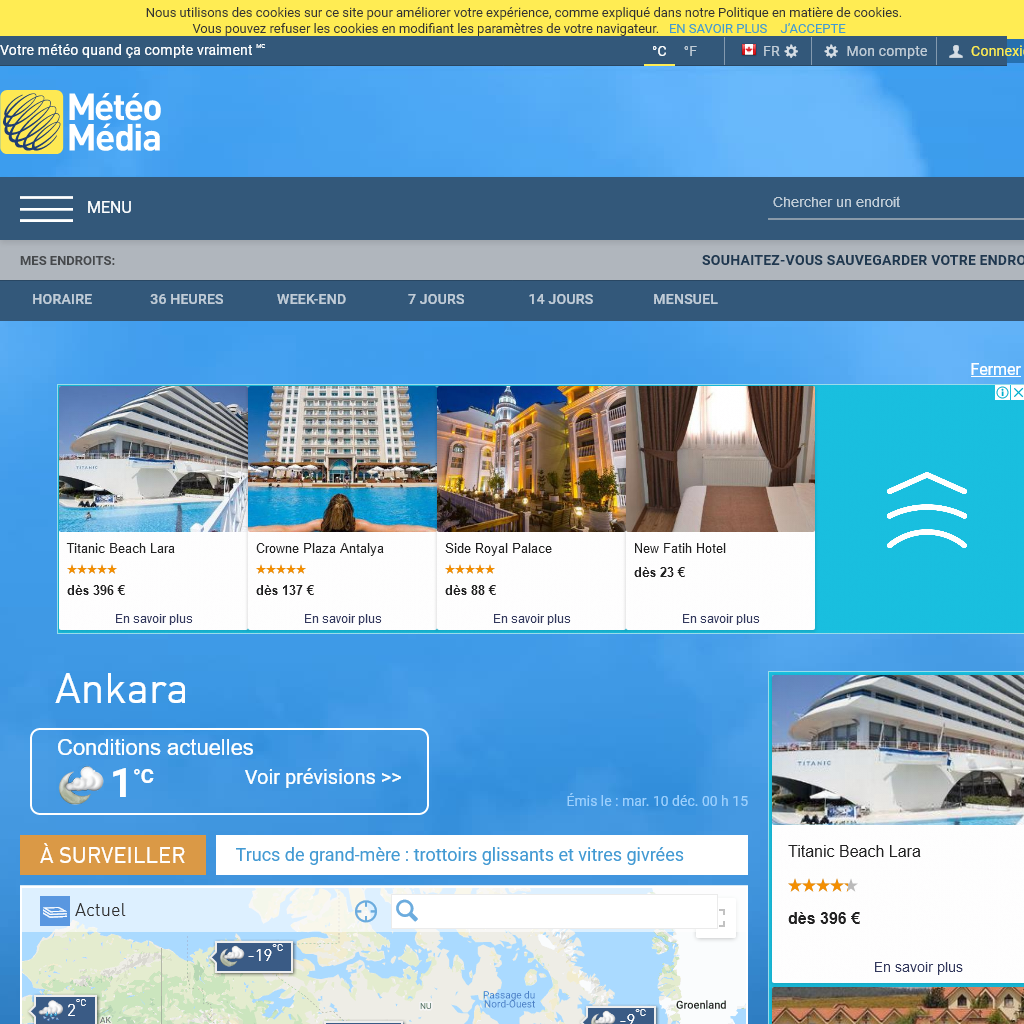 Nous utilisons des cookies sur ce site pour améliorer votre expérience, comme expliqué dans notre Politique en matière de cookies.
Vous pouvez refuser les cookies en modifiant les paramètres de votre navigateur. EN SAVOIR PLUS J'ACCEPTE
Votre météo quand ça compte vraiment MC
°C °F FR Mon compte Connexi
Météo
Média
MENU
Chercher un endroit
MES ENDROITS:
SOUHAITEZ-VOUS SAUVEGARDER VOTRE ENDRO
HORAIRE 36 HEURES WEEK-END 7 JOURS 14 JOURS MENSUEL
Fermer
TITANIC
Titanic Beach Lara
dès 396 €
En savoir plus
Crowne Plaza Antalya
dès 137 €
En savoir plus
Side Royal Palace
dès 88 €
En savoir plus
New Fatih Hotel
dès 23 €
En savoir plus
Ankara
Conditions actuelles
1 °C
Voir prévisions >>
Émis le : mar. 10 déc. 00 h 15
À SURVEILLER
Trucs de grand-mère : trottoirs glissants et vitres givrées
Actuel
-19 °C
2 °C
AK
NU
Passage du
Nord-Ouest
-9 °C
Groenland
TITANIC
Titanic Beach Lara
dès 396 €
En savoir plus